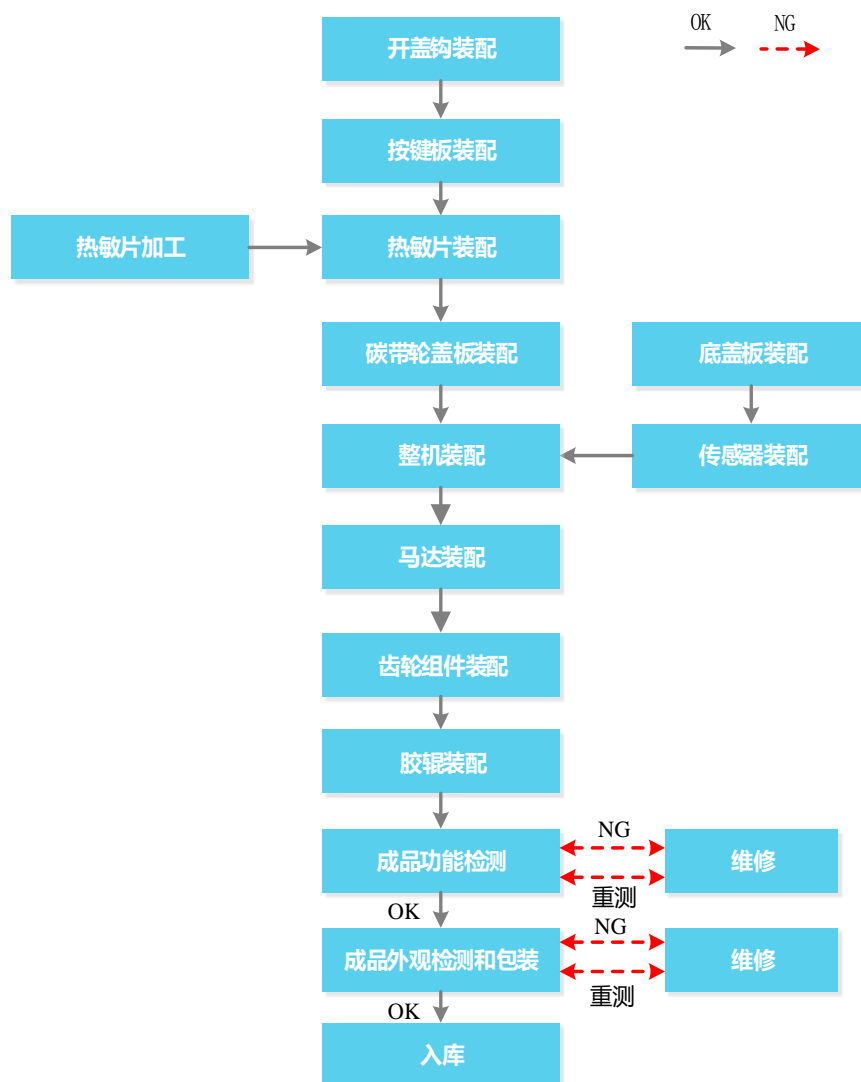 OK
NG
开盖钩装配
按键板装配
热敏片加工
热敏片装配
碳带轮盖板装配
底盖板装配
整机装配
传感器装配
马达装配
齿轮组件装配
胶辊装配
NG
成品功能检测
维修
重测
OK
NG
成品外观检测和包装
维修
重测
OK
入库